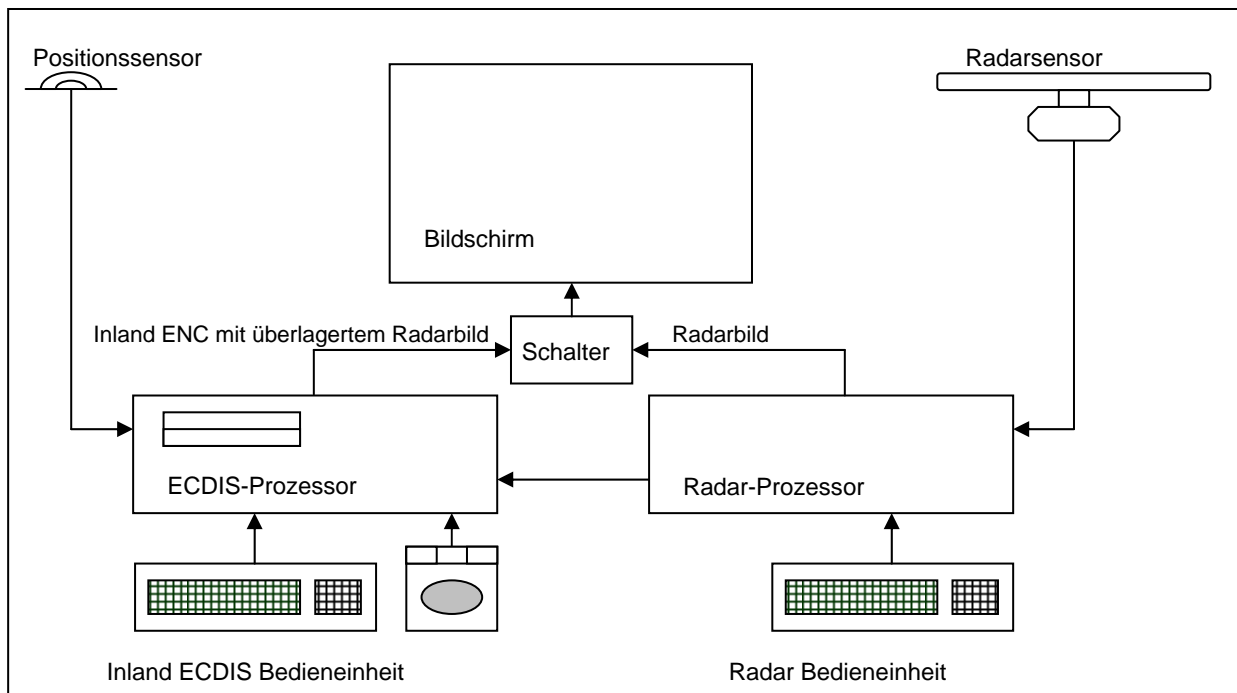 Positionssensor
Radarsensor
Bildschirm
Inland ENC mit überlagertem Radarbild
Schalter
Radarbild
ECDIS-Prozessor
Radar-Prozessor
Inland ECDIS Bedieneinheit
Radar Bedieneinheit